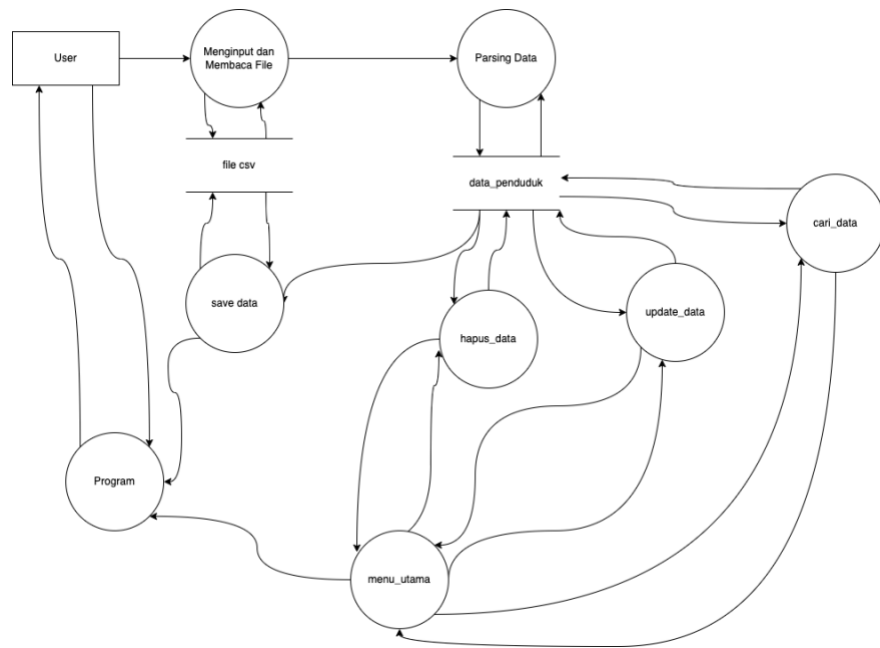 User
Menginput dan
Membaca File
Parsing Data
file csv
data_penduduk
cari_data
save data
hapus_data
update_data
Program
menu_utama